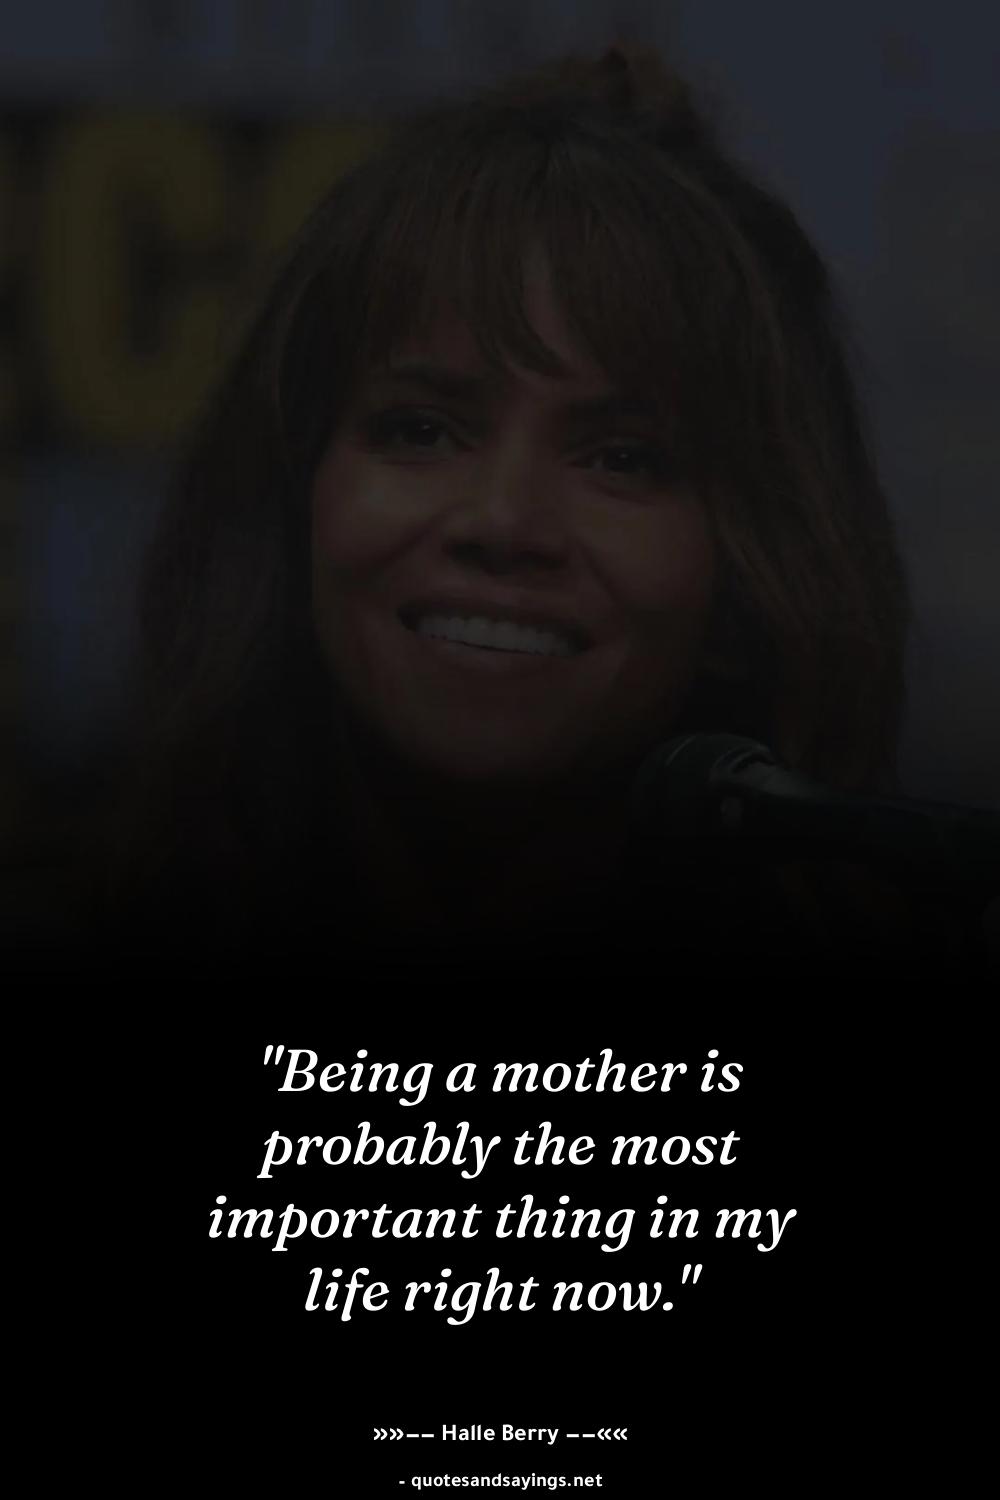 "Being a mother is
probably the most
important thing in my
life right now."
»»–– Halle Berry ––««
- quotesandsayings.net